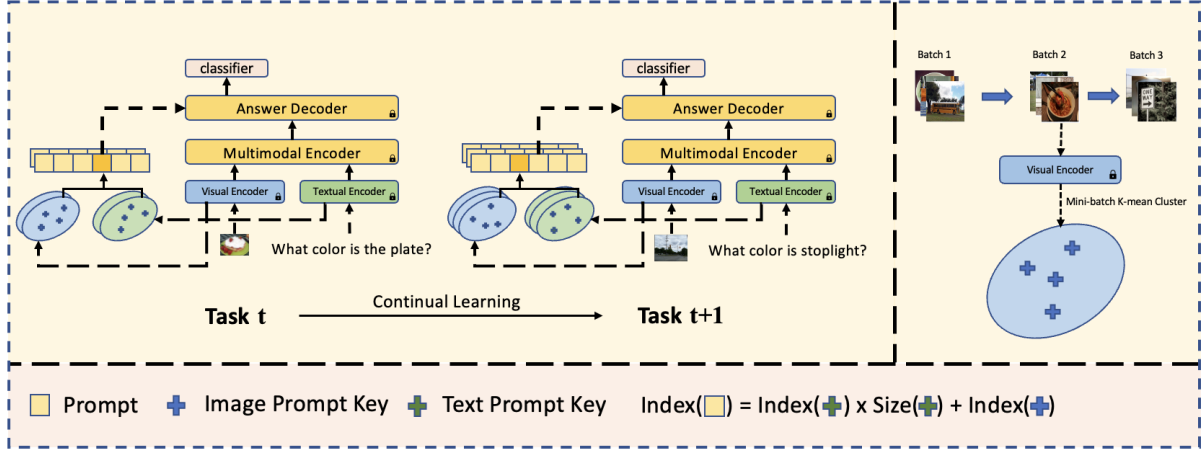 classifier
Answer Decoder
Multimodal Encoder
Visual Encoder
Textual Encoder
What color is the plate?
Task t
Continual Learning
classifier
Answer Decoder
Multimodal Encoder
Visual Encoder
Textual Encoder
What color is stoplight?
Task t+1
Batch 1
Batch 2
Batch 3
ONE WAY
Visual Encoder
Mini-batch K-mean Cluster
Prompt
Image Prompt Key
Text Prompt Key
Index( ) = Index( ) x Size( ) + Index( )